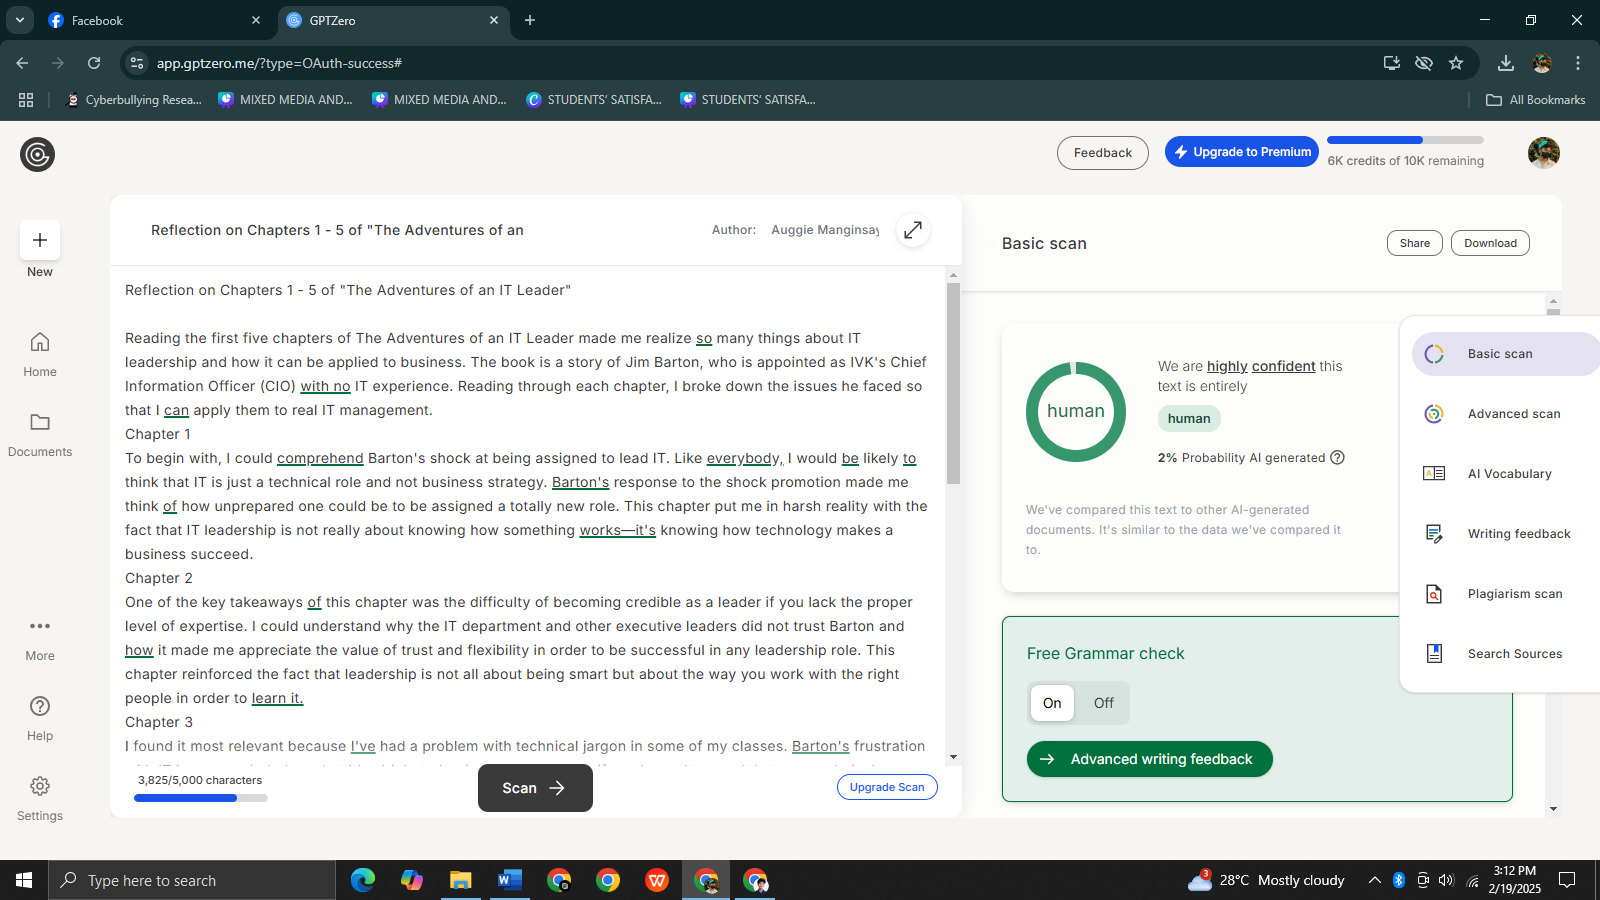 Facebook
GPTZero
app.gptzero.me/?type=OAuth-success#
Cyberbullying Resea...
MIXED MEDIA AND...
MIXED MEDIA AND...
STUDENTS' SATISFA...
STUDENTS' SATISFA...
All Bookmarks
Feedback
Upgrade to Premium
6K credits of 10K remaining
New
Home
Documents
More
Help
Settings
Reflection on Chapters 1 - 5 of "The Adventures of an
Author: Auggie Manginsay
Reflection on Chapters 1 - 5 of "The Adventures of an IT Leader"
Reading the first five chapters of The Adventures of an IT Leader made me realize so many things about IT
leadership and how it can be applied to business. The book is a story of Jim Barton, who is appointed as IVK's Chief
Information Officer (CIO) with no IT experience. Reading through each chapter, I broke down the issues he faced so
that I can apply them to real IT management.
Chapter 1
To begin with, I could comprehend Barton's shock at being assigned to lead IT. Like everybody, I would be likely to
think that IT is just a technical role and not business strategy. Barton's response to the shock promotion made me
think of how unprepared one could be to be assigned a totally new role. This chapter put me in harsh reality with the
fact that IT leadership is not really about knowing how something works—it's knowing how technology makes a
business succeed.
Chapter 2
One of the key takeaways of this chapter was the difficulty of becoming credible as a leader if you lack the proper
level of expertise. I could understand why the IT department and other executive leaders did not trust Barton and
how it made me appreciate the value of trust and flexibility in order to be successful in any leadership role. This
chapter reinforced the fact that leadership is not all about being smart but about the way you work with the right
people in order to learn it.
Chapter 3
I found it most relevant because I've had a problem with technical jargon in some of my classes. Barton's frustration
3,825/5,000 characters
Scan
Upgrade Scan
Basic scan
Share
Download
human
We are highly confident this
text is entirely
human
2% Probability AI generated
We've compared this text to other AI-generated
documents. It's similar to the data we've compared it
to.
Free Grammar check
On
Off
Advanced writing feedback
Basic scan
Advanced scan
AI Vocabulary
Writing feedback
Plagiarism scan
Search Sources
Type here to search
3
28°C Mostly cloudy
3:12 PM
2/19/2025